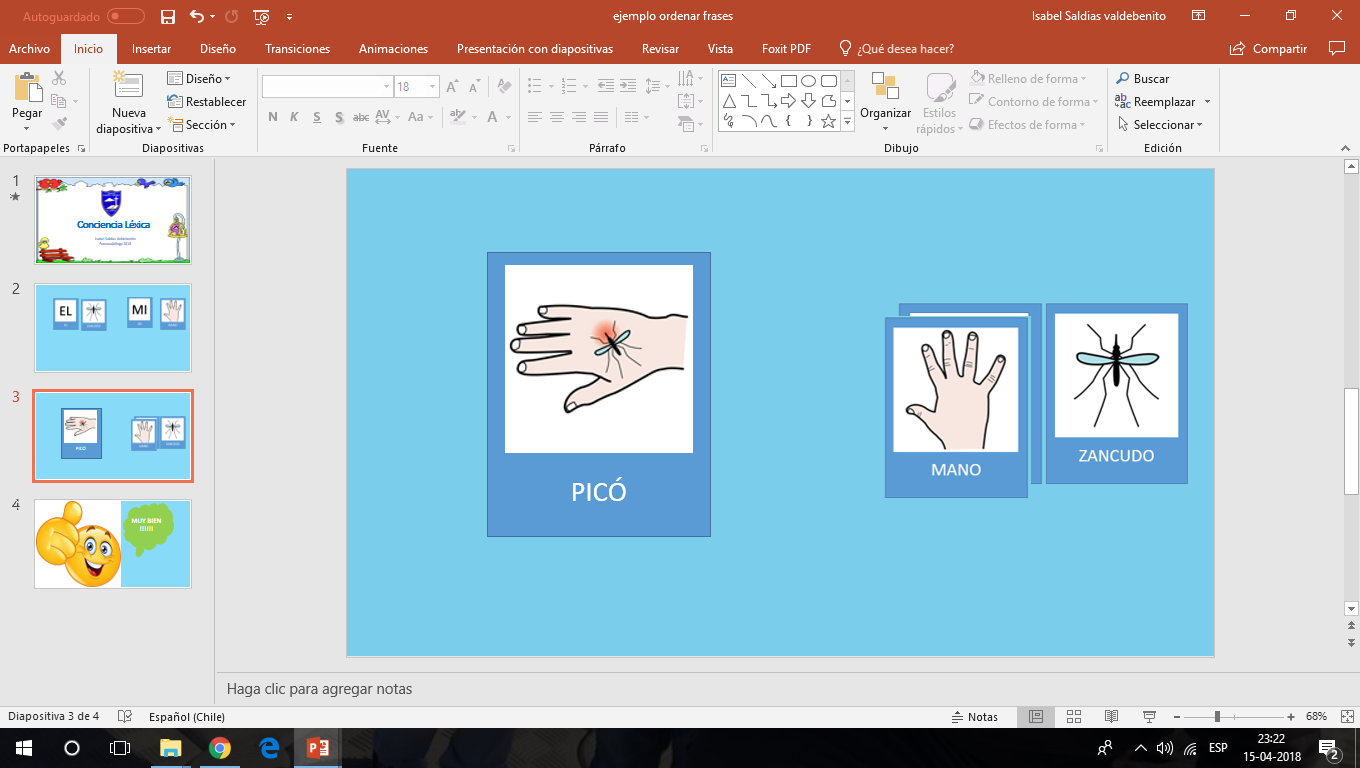 Autoguardado
ejemplo ordenar frases
Isabel Saldias valdebenito
Archivo Inicio Insertar Diseño Transiciones Animaciones Presentación con diapositivas Revisar Vista Foxit PDF ¿Qué desea hacer? Compartir
Pegar
Nueva diapositiva
Diseño
Restablecer
Sección
18
N K S S abc AV Aa A
Organizar
Estilos rápidos
Relleno de forma
Contorno de forma
Efectos de forma
Buscar
Reemplazar
Seleccionar
Portapapeles Diapositivas Fuente Párrafo Dibujo Edición
1
Conciencia Léxica
2
EL
MI
3
PICÓ
4
MUY BIEN
!!!!!!
PICÓ
MANO
ZANCUDO
Haga clic para agregar notas
Diapositiva 3 de 4 Español (Chile) Notas 68%
ESP
23:22
15-04-2018
2